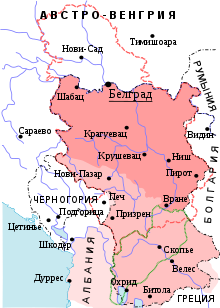 АВСТРО-ВЕНГРИЯ
Тимишоара
Нови-Сад
РУМЫНИЯ
Белград
Шабац
Сараево
Крагуевац
Видин
Крушевац
Ниш
Нови-Пазар
Пирот
БОЛГАРИЯ
ЧЕРНОГОРИЯ
Печ
Вране
Подгорица
Призрен
Цетинье
Шкодер
Скопье
АЛБАНИЯ
Велес
Дуррес
Охрид
Битола
ГРЕЦИЯ